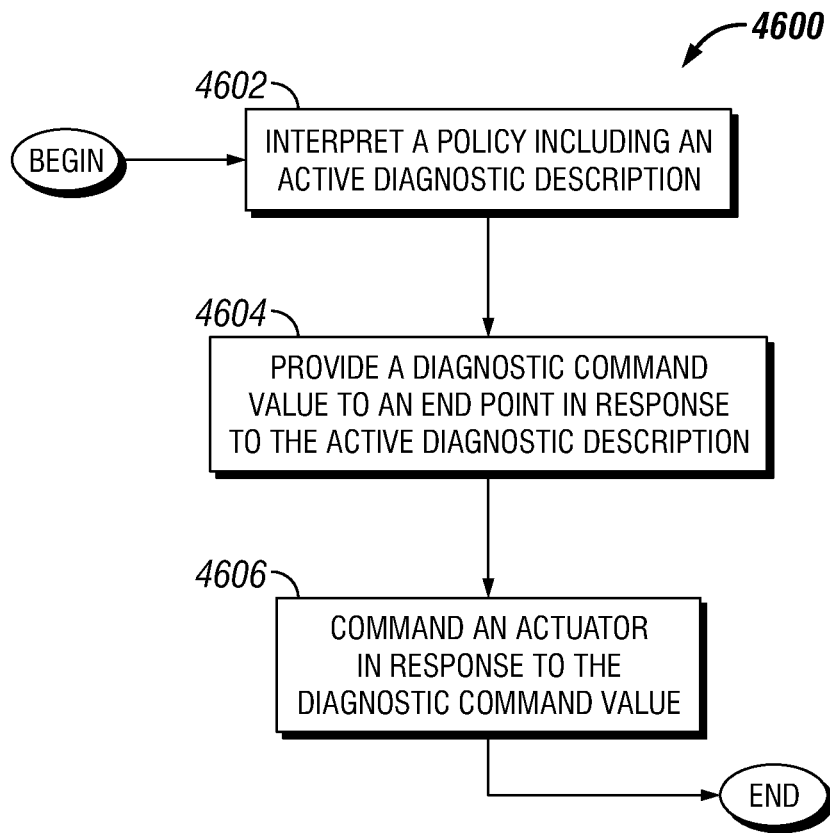 4600
4602
BEGIN
INTERPRET A POLICY INCLUDING AN
ACTIVE DIAGNOSTIC DESCRIPTION
4604
PROVIDE A DIAGNOSTIC COMMAND
VALUE TO AN END POINT IN RESPONSE
TO THE ACTIVE DIAGNOSTIC DESCRIPTION
4606
COMMAND AN ACTUATOR
IN RESPONSE TO THE
DIAGNOSTIC COMMAND VALUE
END